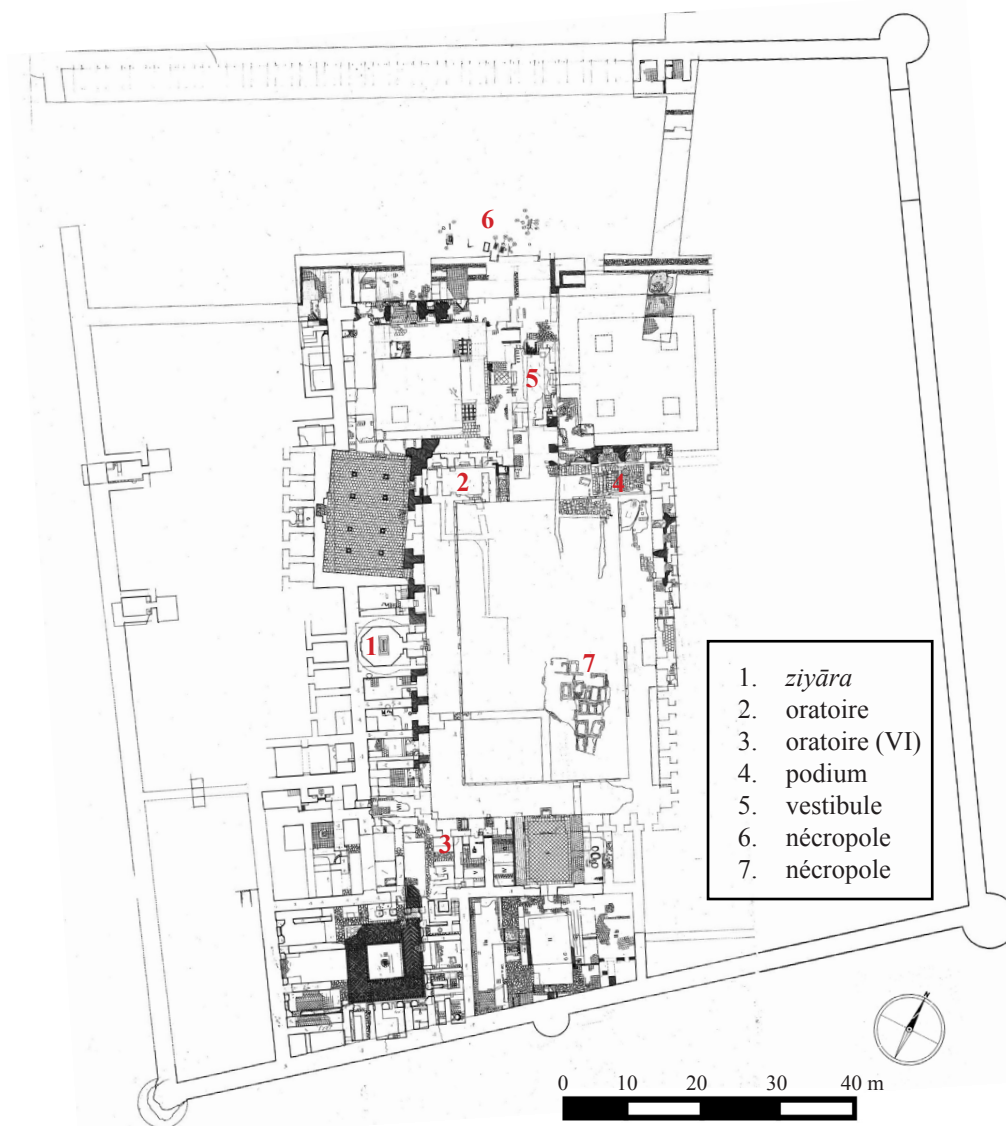 6
5
2
4
1
7
3
1. ziyāra
2. oratoire
3. oratoire (VI)
4. podium
5. vestibule
6. nécropole
7. nécropole
N
0 10 20 30 40 m